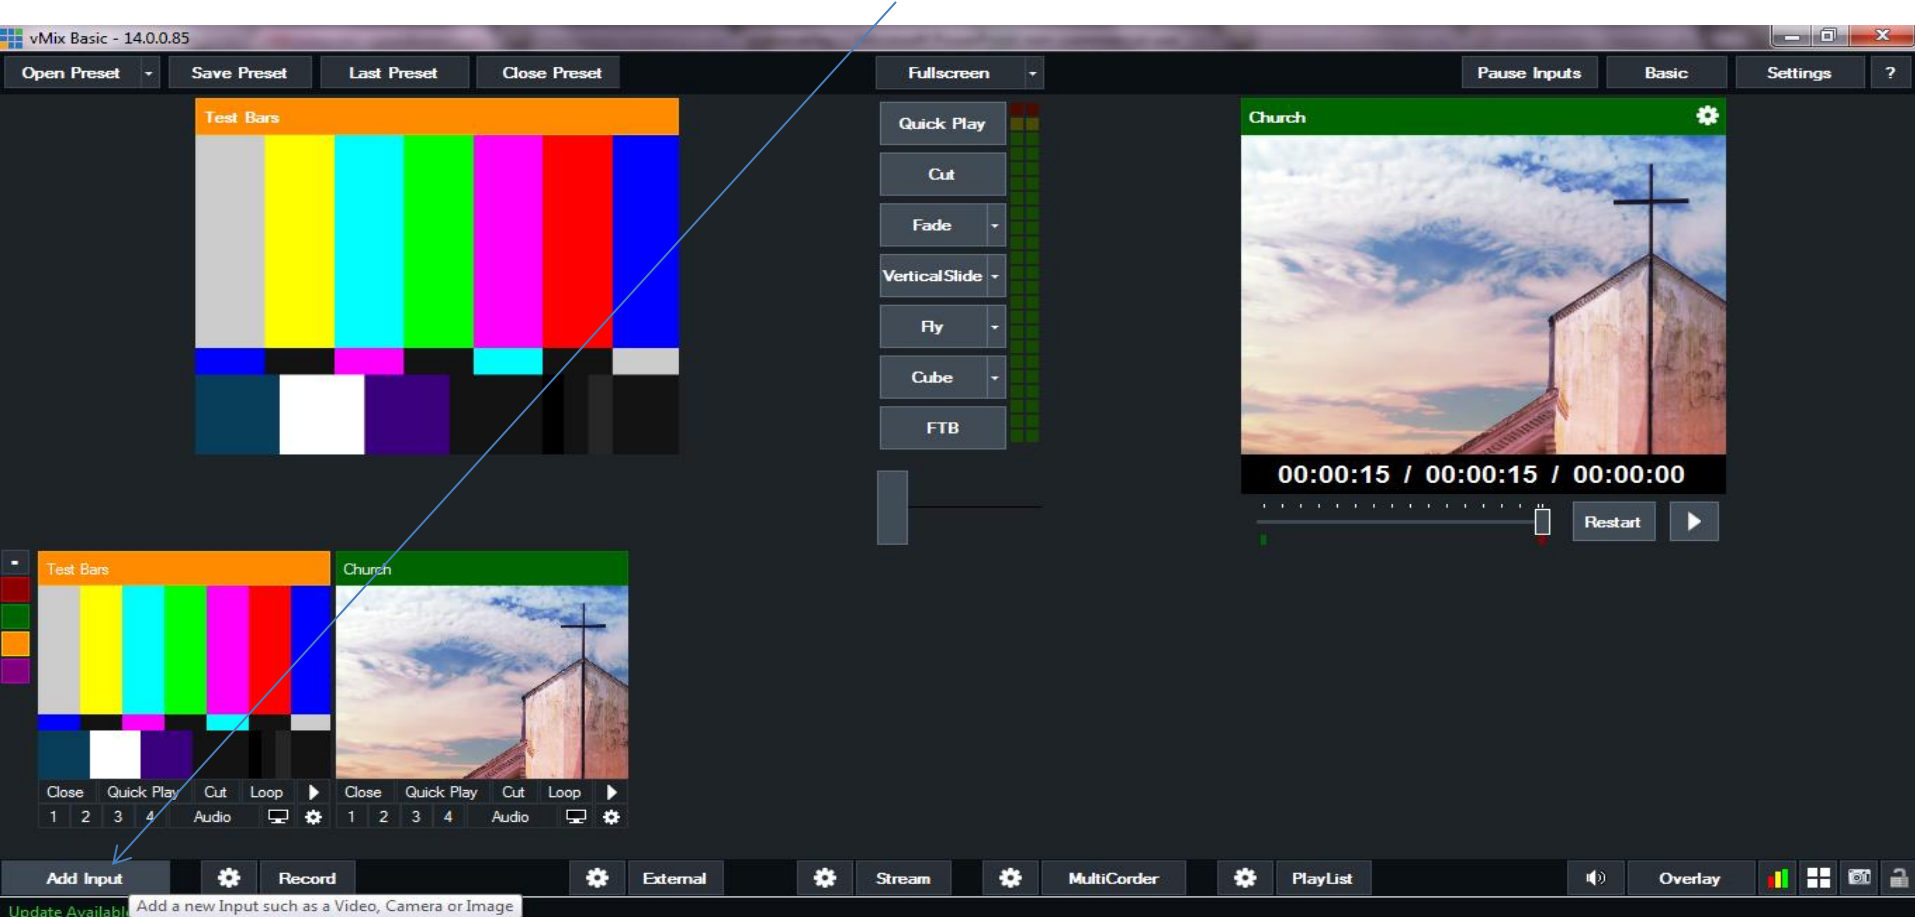 vMix Basic - 14.0.0.85
Open Preset Save Preset Last Preset Close Preset Fullscreen Pause Inputs Basic Settings ?
Test Bars
Quick Play
Cut
Fade
VerticalSlide
Fly
Cube
FTB
Church
00:00:15 / 00:00:15 / 00:00:00
Restart
Test Bars
Close Quick Play Cut Loop
1 2 3 4 Audio
Church
Close Quick Play Cut Loop
1 2 3 4 Audio
Add Input Record External Stream MultiCorder PlayList Overlay
Update Available
Add a new Input such as a Video, Camera or Image